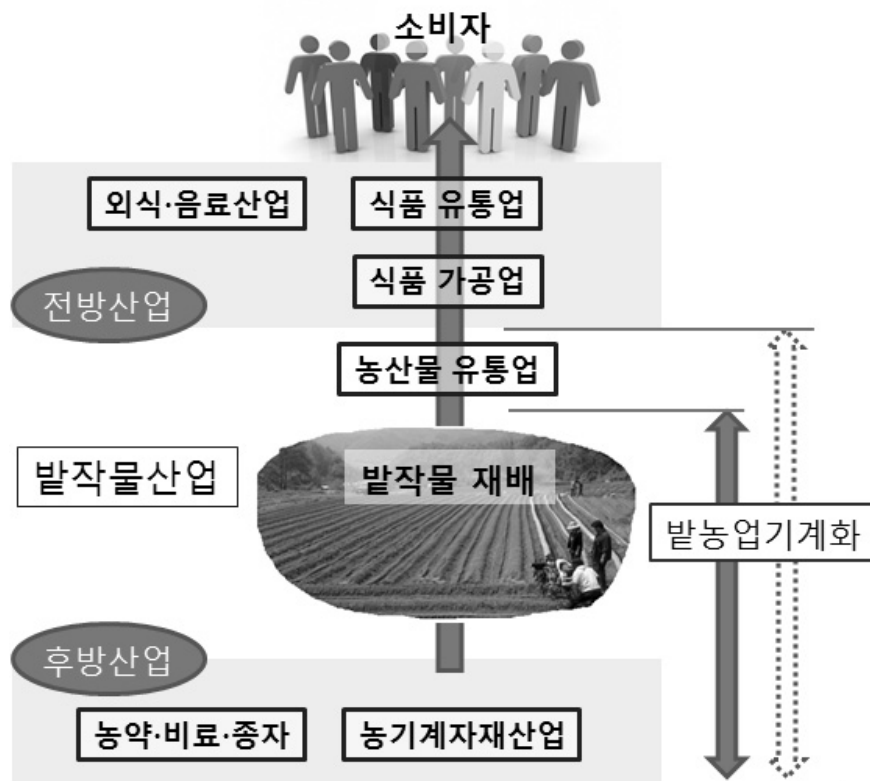 소비자
외식·음료산업
식품 유통업
식품 가공업
전방산업
농산물 유통업
밭작물산업
밭작물 재배
밭농업기계화
후방산업
농약·비료·종자
농기계자재산업